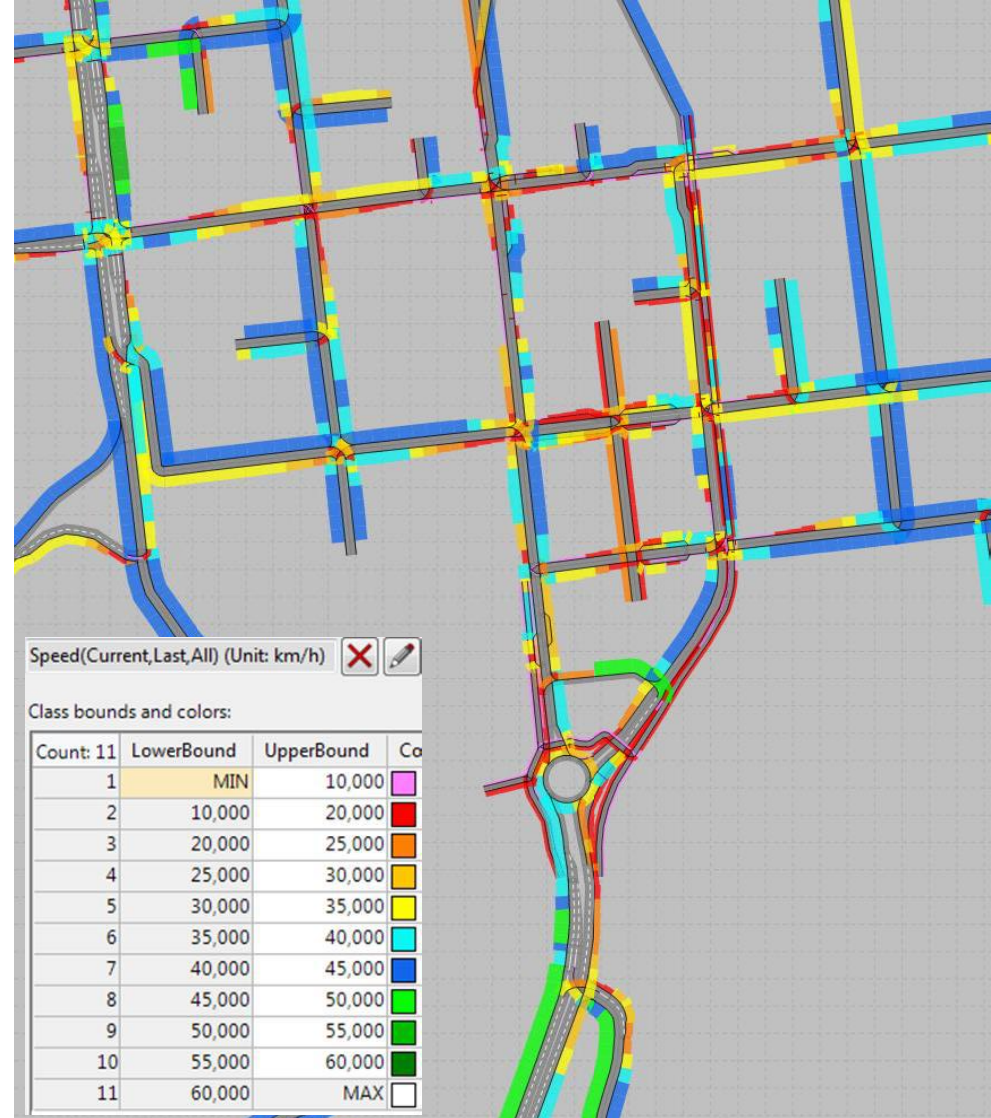 Speed(Current,Last,All) (Unit: km/h)
Class bounds and colors:
Count: 11 LowerBound UpperBound Co
1 MIN 10,000
2 10,000 20,000
3 20,000 25,000
4 25,000 30,000
5 30,000 35,000
6 35,000 40,000
7 40,000 45,000
8 45,000 50,000
9 50,000 55,000
10 55,000 60,000
11 60,000 MAX